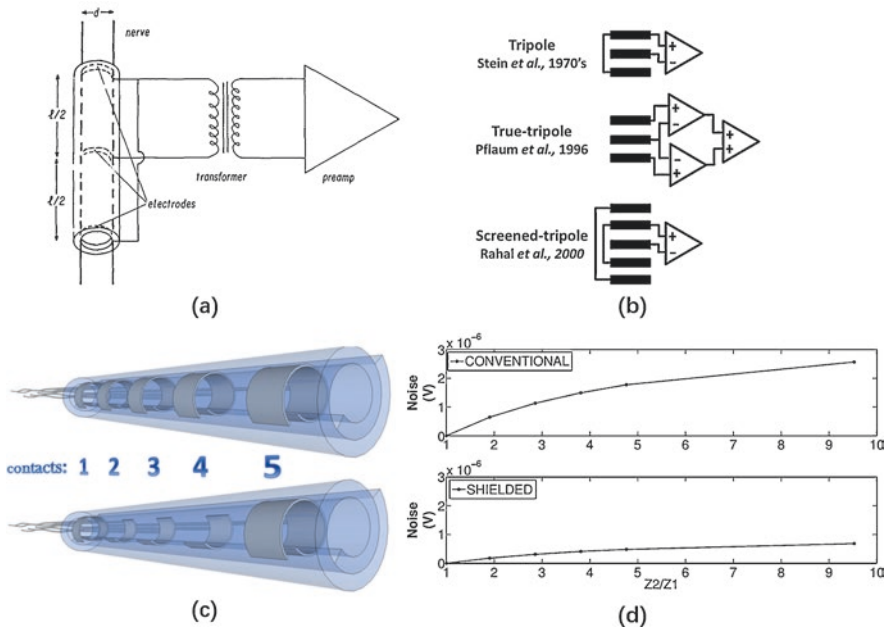 d
nerve
ℓ/2
ℓ/2
transformer
preamp
electrodes
(a)
Tripole
Stein et al., 1970's
+
−
True-tripole
Pflaum et al., 1996
+
−
+
+
−
+
Screened-tripole
Rahal et al., 2000
+
−
(b)
contacts: 1 2 3 4 5
(c)
3 x 10⁻⁶
CONVENTIONAL
2
1
0
Noise
(V)
1 2 3 4 5 6 7 8 9 10
3 x 10⁻⁶
SHIELDED
2
1
0
Noise
(V)
1 2 3 4 5 6 7 8 9 10
Z2/Z1
(d)